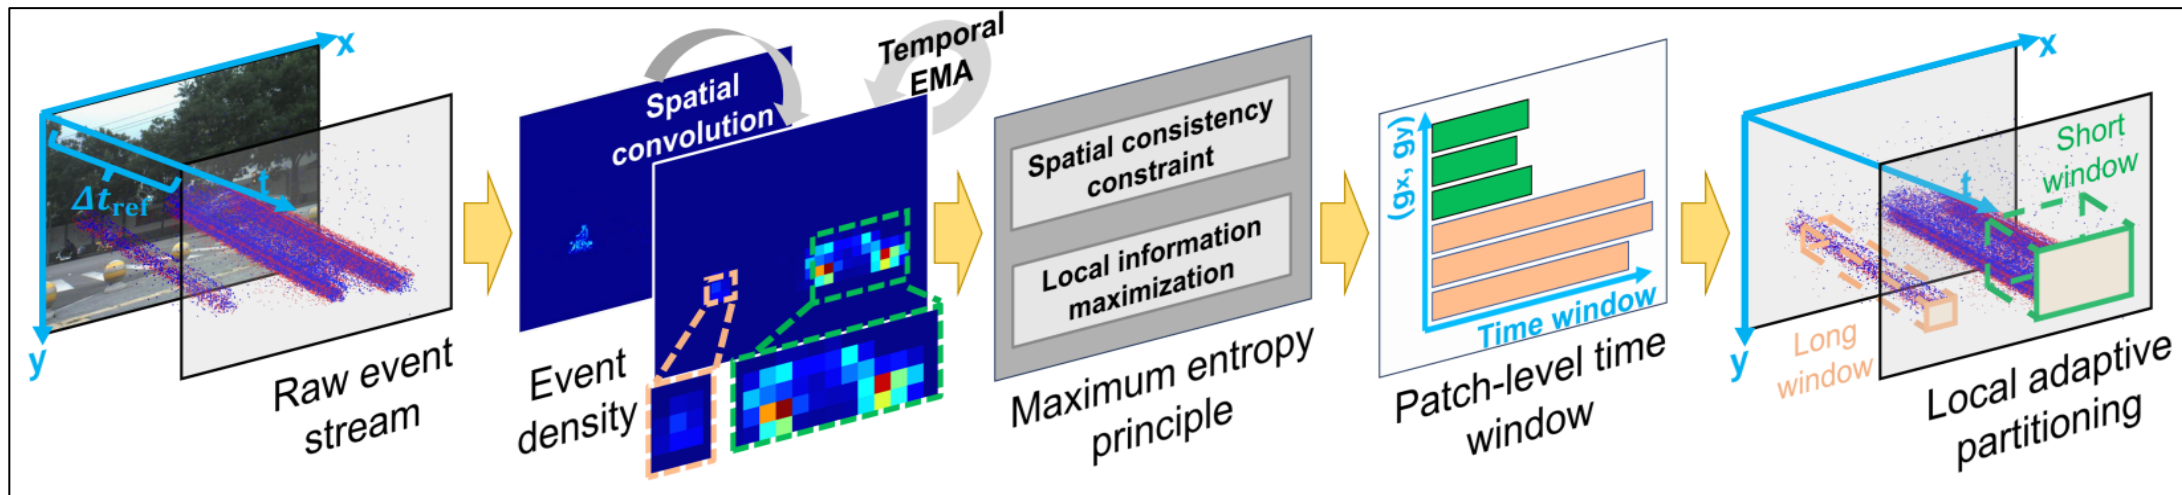 x
y
t
Δt_ref
Raw event
stream
Spatial
convolution
Temporal
EMA
Event
density
Spatial consistency
constraint
Local information
maximization
Maximum entropy
principle
(gx, gy)
Time window
Patch-level time
window
x
y
t
Short
window
Long
window
Local adaptive
partitioning